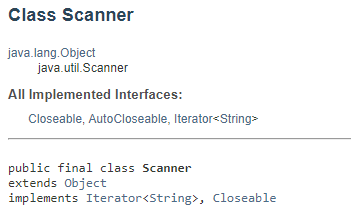 Class Scanner
java.lang.Object
java.util.Scanner
All Implemented Interfaces:
Closeable, AutoCloseable, Iterator<String>
public final class Scanner
extends Object
implements Iterator<String>, Closeable